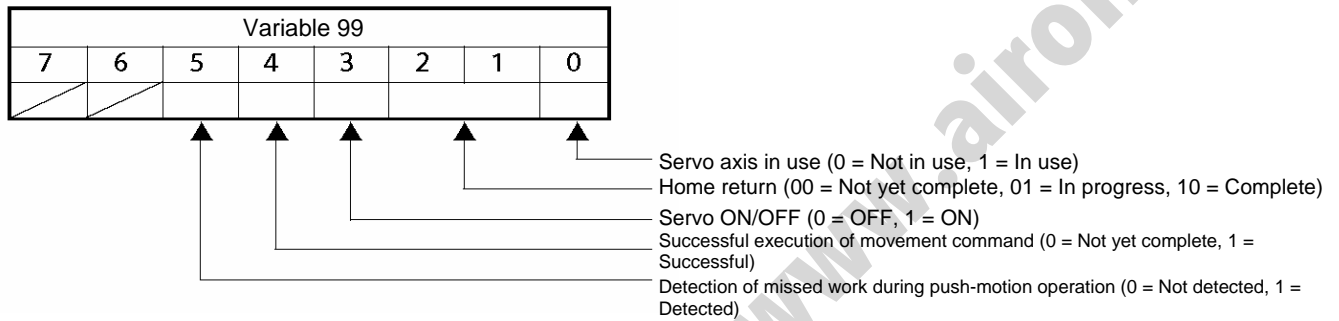 Variable 99
7 6 5 4 3 2 1 0
Servo axis in use (0 = Not in use, 1 = In use)
Home return (00 = Not yet complete, 01 = In progress, 10 = Complete)
Servo ON/OFF (0 = OFF, 1 = ON)
Successful execution of movement command (0 = Not yet complete, 1 =
Successful)
Detection of missed work during push-motion operation (0 = Not detected, 1 =
Detected)
www.airo